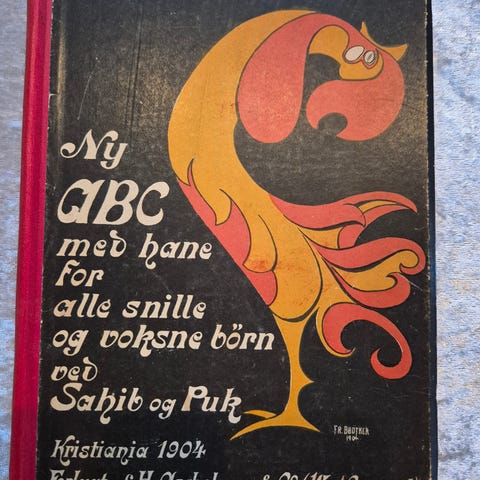 Ny
ABC
med hane
for
alle snille
og voksne börn
ved
Sahib og Puk
FR. BÖDTKER
1904
Kristiania 1904